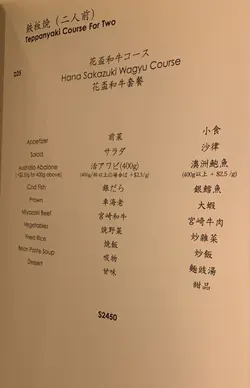 鉄板焼(二人前)
Teppanyaki Course For Two
花盃和牛コース
Hana Sakazuki Wagyu Course
花盃和牛套餐
Appetizer 前菜 小食
Salad サラダ 沙律
Australia Abalone 活アワビ(400g) 澳洲鮑魚
(400g以上 + $2.5/g)
Cod Fish 銀だら 銀鱈魚
Prawn 車海老 大蝦
Miyazaki Beef 宮崎和牛 宮崎牛肉
Vegetables 焼野菜 炒雜菜
Fried Rice 焼飯 炒飯
Bean Paste Soup 吸物 麵豉湯
Dessert 甘味 甜品
$2450